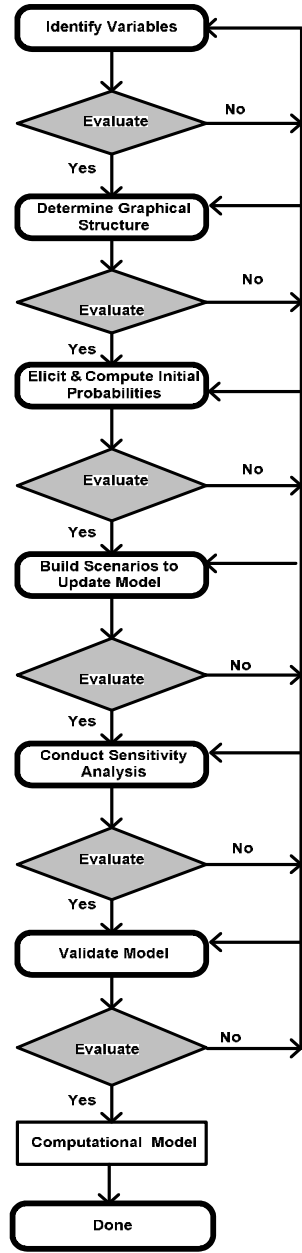 Identify Variables
Evaluate
No
Yes
Determine Graphical
Structure
No
Evaluate
Yes
Elicit & Compute Initial
Probabilities
No
Evaluate
Yes
Build Scenarios to
Update Model
No
Evaluate
Yes
Conduct Sensitivity
Analysis
No
Evaluate
Yes
Validate Model
No
Evaluate
Yes
Computational Model
Done